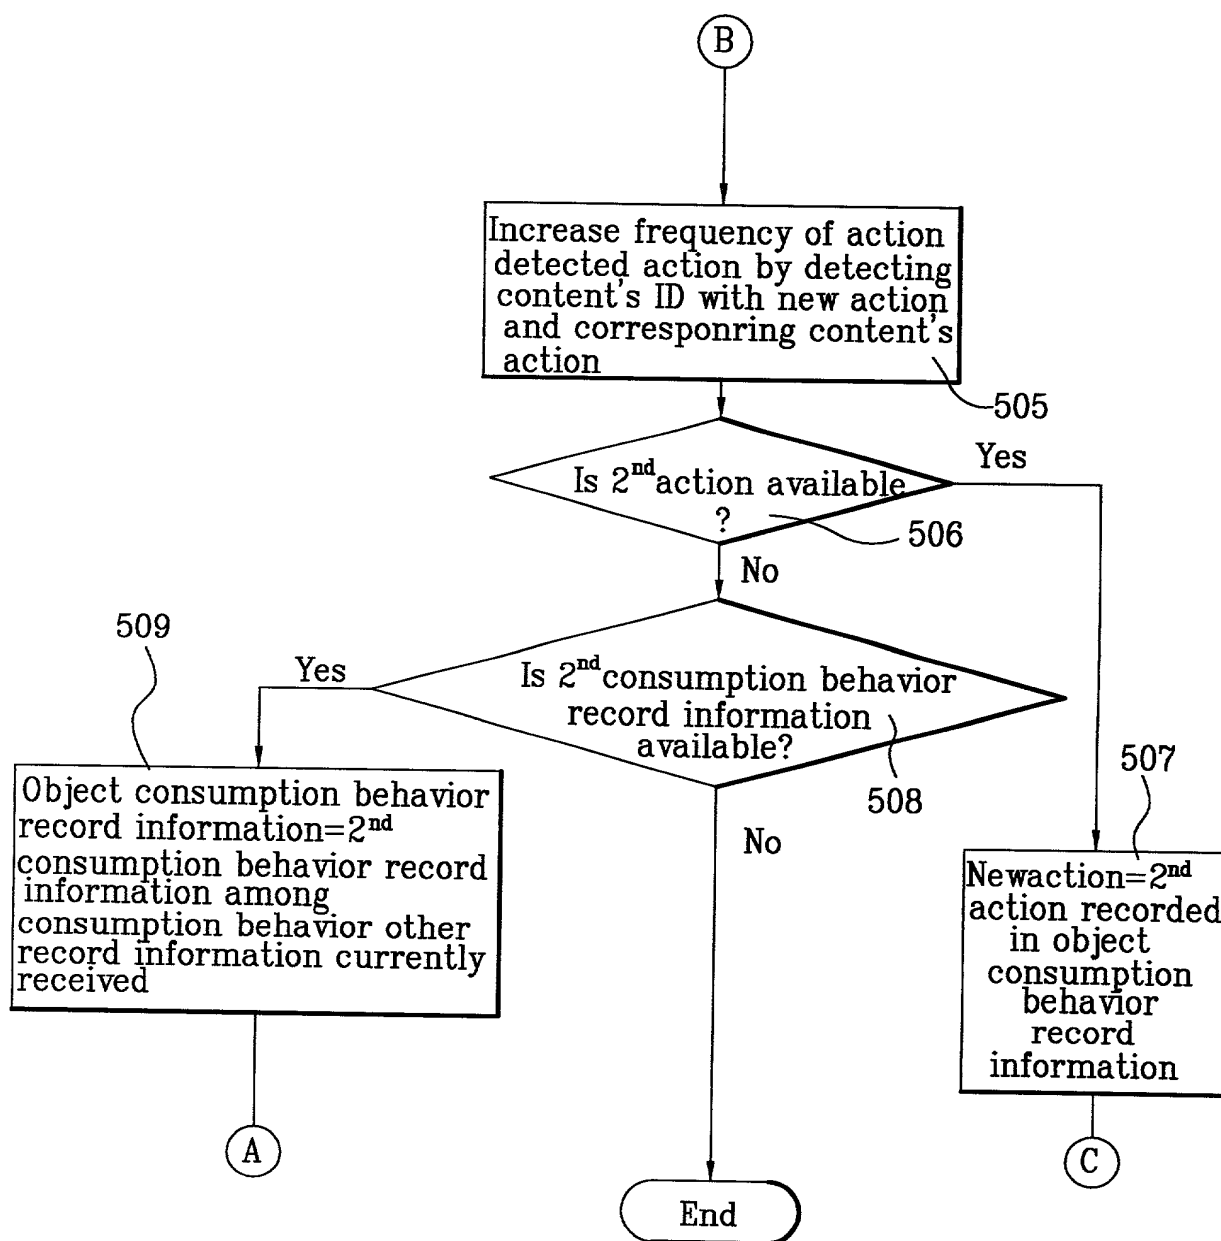 B
Increase frequency of action
detected action by detecting
content's ID with new action
and corresponring content's
action
505
Is 2nd action available
?
506
Yes
No
509
Yes
Is 2nd consumption behavior
record information
available?
508
507
No
Object consumption behavior
record information=2nd
consumption behavior record
information among
consumption behavior other
record information currently
received
Newaction=2nd
action recorded
in object
consumption
behavior
record
information
A
C
End